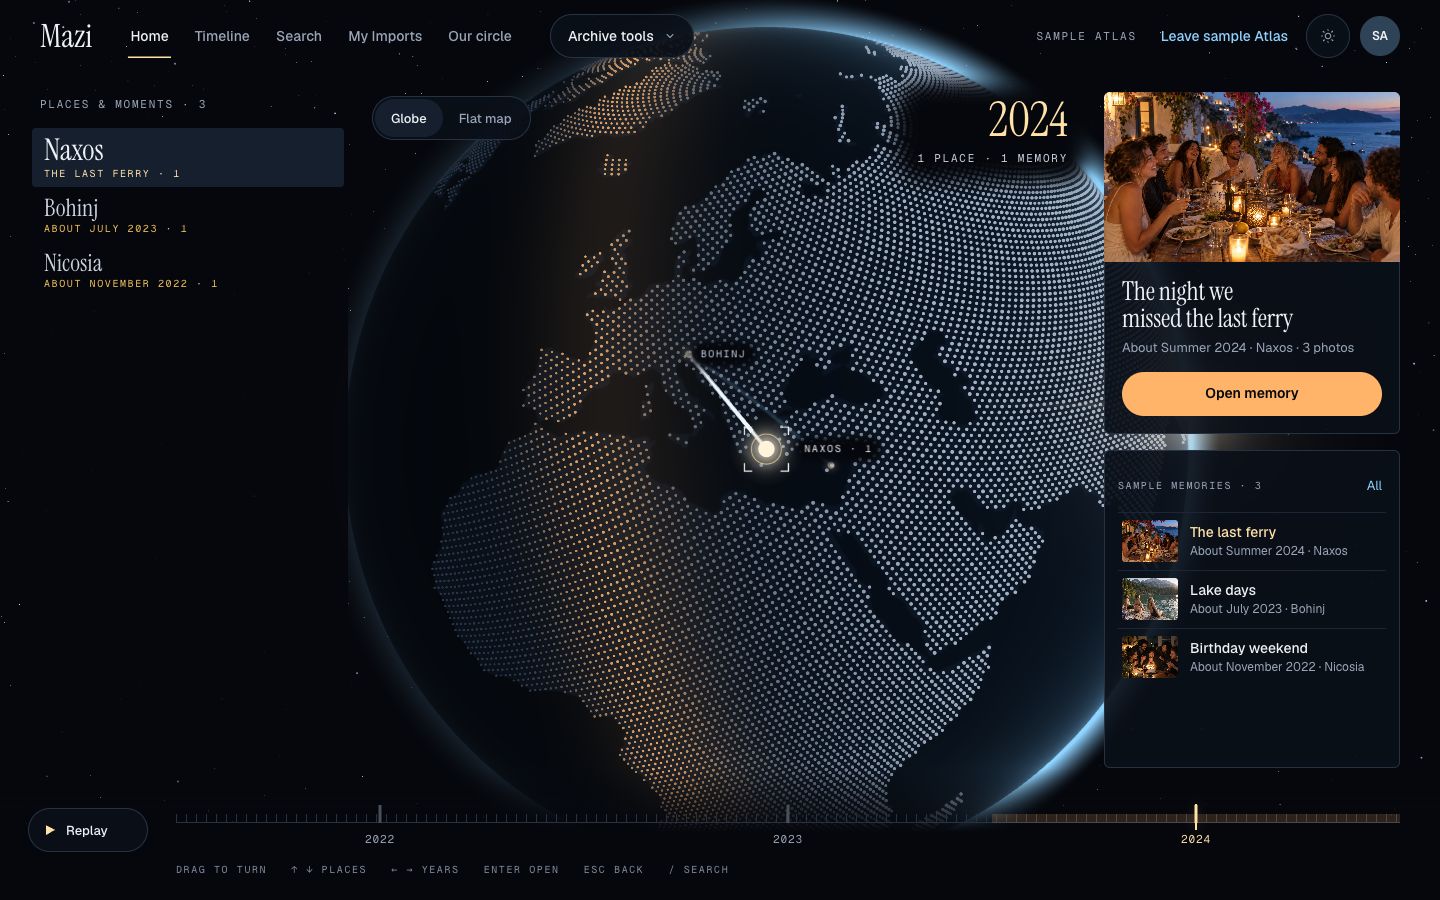 Mazi
Home
Timeline
Search
My Imports
Our circle
Archive tools
SAMPLE ATLAS
Leave sample Atlas
SA
PLACES & MOMENTS · 3
Naxos
THE LAST FERRY · 1
Bohinj
ABOUT JULY 2023 · 1
Nicosia
ABOUT NOVEMBER 2022 · 1
Globe
Flat map
2024
1 PLACE · 1 MEMORY
BOHINJ
NAXOS · 1
The night we
missed the last ferry
About Summer 2024 · Naxos · 3 photos
Open memory
SAMPLE MEMORIES · 3
All
The last ferry
About Summer 2024 · Naxos
Lake days
About July 2023 · Bohinj
Birthday weekend
About November 2022 · Nicosia
Replay
2022
2023
2024
DRAG TO TURN
↑ ↓ PLACES
← → YEARS
ENTER OPEN
ESC BACK
/ SEARCH